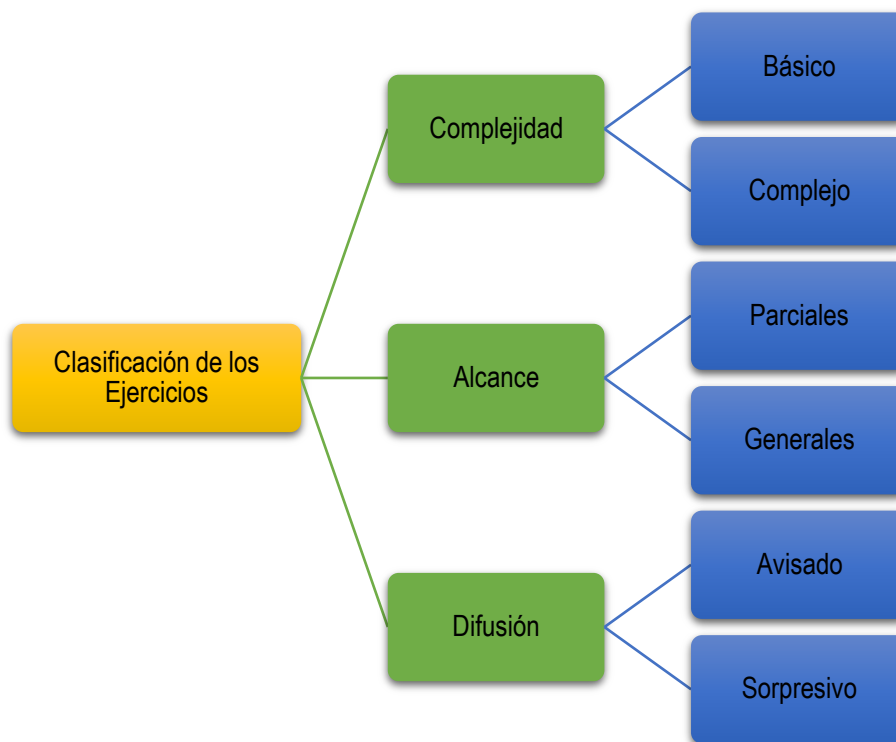 Clasificación de los
Ejercicios
Complejidad
Básico
Complejo
Alcance
Parciales
Generales
Difusión
Avisado
Sorpresivo